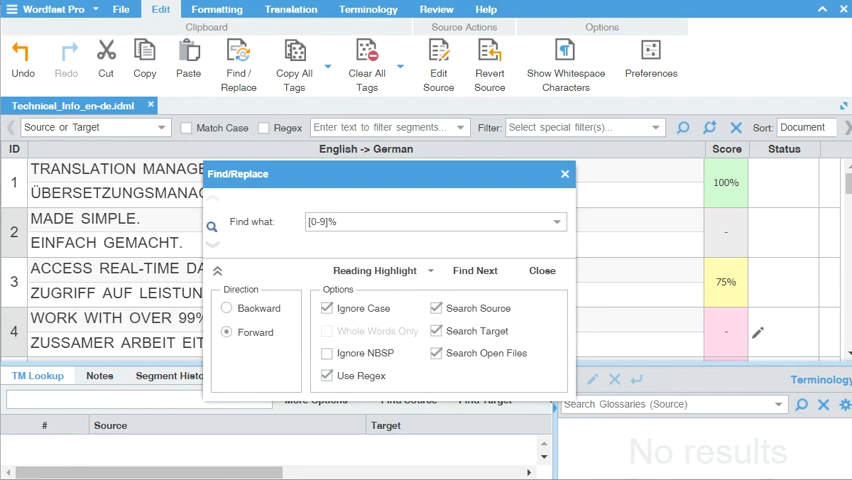 Wordfast Pro File Edit Formatting Translation Terminology Review Help
Clipboard Source Actions Options
Undo Redo Cut Copy Paste Find / Replace Copy All Tags Clear All Tags Edit Source Revert Source Show Whitespace Characters Preferences
Technical_Info_en-de.idml
Source or Target Match Case Regex Enter text to filter segments... Filter: Select special filter(s)... Sort: Document
ID English -> German Score Status
1 TRANSLATION MANAGE 100%
ÜBERSETZUNGSMANAG
2 MADE SIMPLE. -
EINFACH GEMACHT.
3 ACCESS REAL-TIME DA 75%
ZUGRIFF AUF LEISTUN
4 WORK WITH OVER 99% -
ZUSSAMER ARBEIT EIT
Find/Replace
Find what: [0-9]%
Reading Highlight Find Next Close
Direction Options
Backward Ignore Case Search Source
Forward Whole Words Only Search Target
Ignore NBSP Search Open Files
Use Regex
TM Lookup Notes Segment Histo Terminology
More Options Find Source Find Target Search Glossaries (Source)
# Source Target
No results